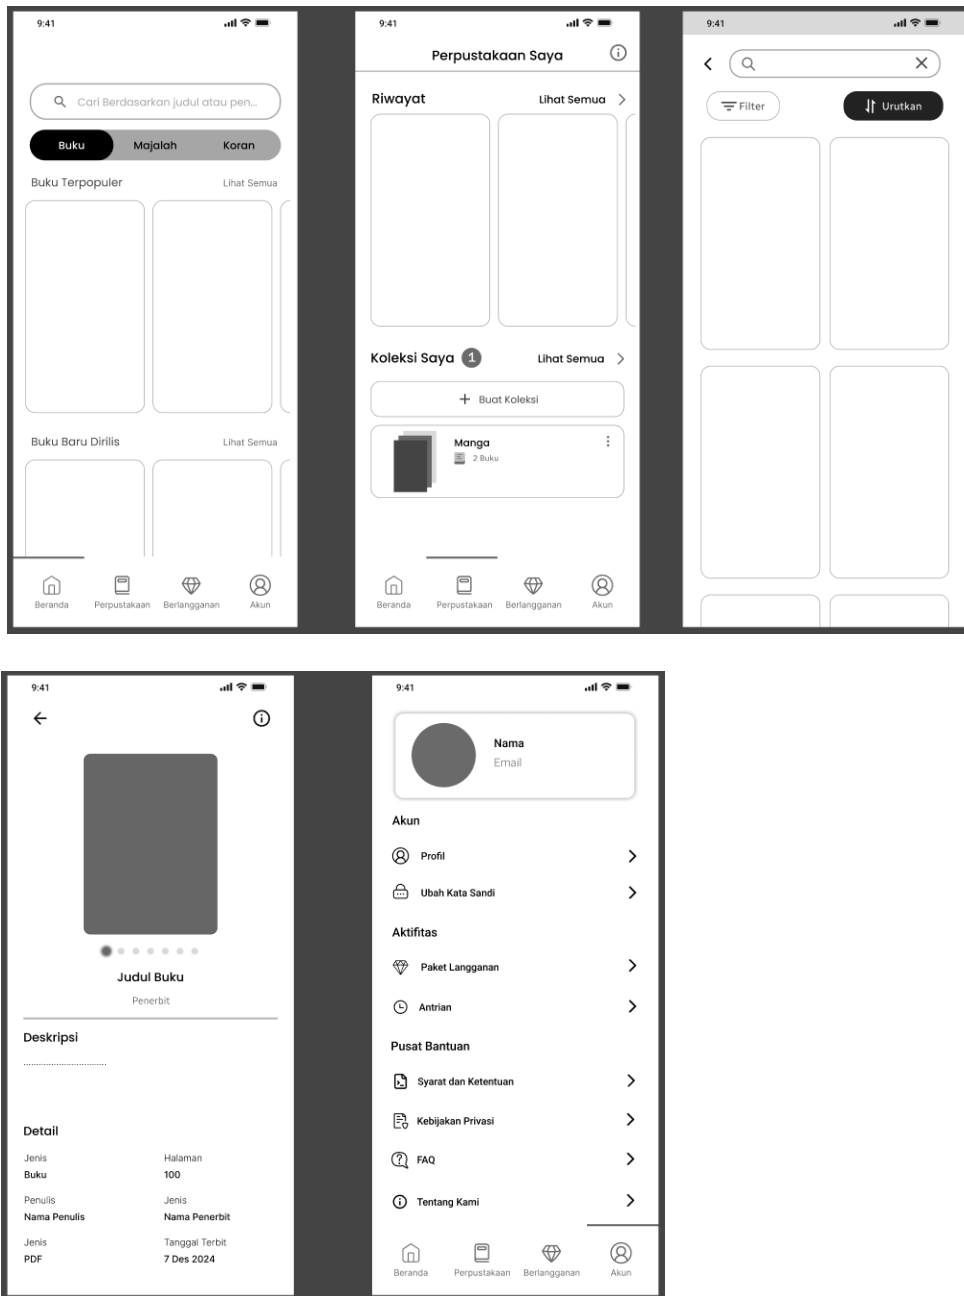 9:41
Cari Berdasarkan judul atau pen...
Buku Majalah Koran
Buku Terpopuler Lihat Semua
Buku Baru Dirilis Lihat Semua
Beranda Perpustakaan Berlangganan Akun
9:41
Perpustakaan Saya
Riwayat Lihat Semua
Koleksi Saya 1 Lihat Semua
+ Buat Koleksi
Manga
2 Buku
Beranda Perpustakaan Berlangganan Akun
9:41
Filter Urutkan
9:41
Judul Buku
Penerbit
Deskripsi
................................
Detail
Jenis Halaman
Buku 100
Penulis Jenis
Nama Penulis Nama Penerbit
Jenis Tanggal Terbit
PDF 7 Des 2024
9:41
Nama
Email
Akun
Profil
Ubah Kata Sandi
Aktifitas
Paket Langganan
Antrian
Pusat Bantuan
Syarat dan Ketentuan
Kebijakan Privasi
FAQ
Tentang Kami
Beranda Perpustakaan Berlangganan Akun